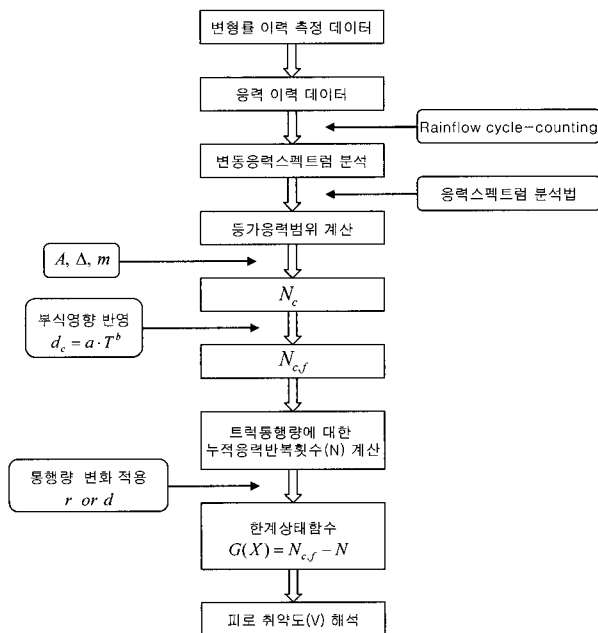 변형률 이력 측정 데이터
응력 이력 데이터
Rainflow cycle-counting
변동응력스펙트럼 분석
응력스펙트럼 분석법
등가응력범위 계산
A, Δ, m
N_c
부식영향 반영
d_c = a · T^b
N_{c,f}
트럭통행량에 대한
누적응력반복횟수(N) 계산
통행량 변화 적용
r or d
한계상태함수
G(X) = N_{c,f} − N
피로 취약도(V) 해석